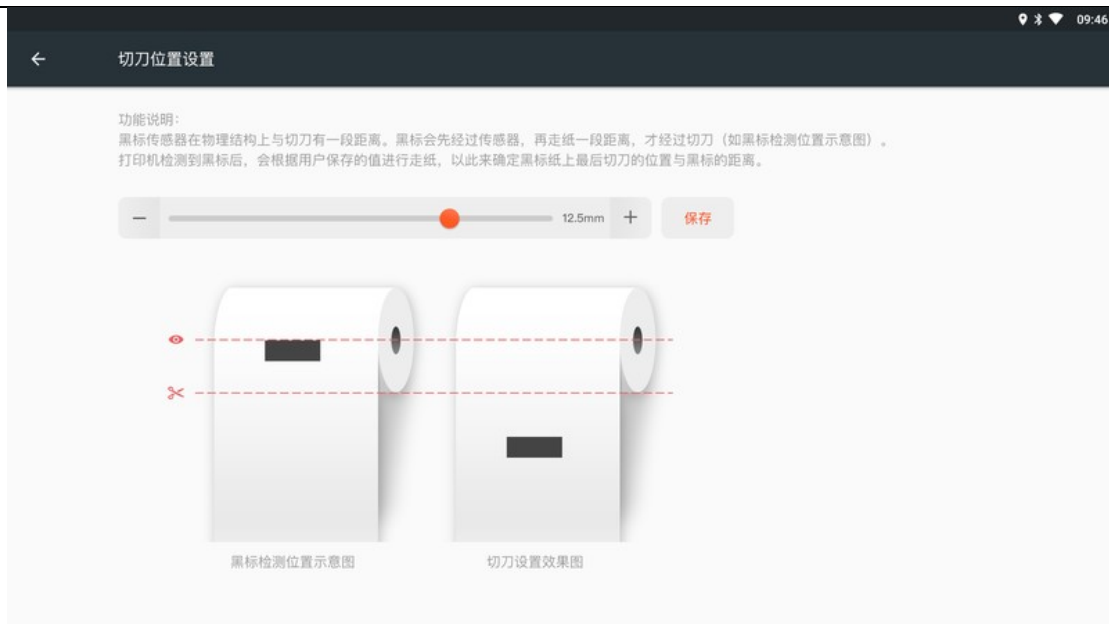 09:46
切刀位置设置
功能说明:
黑标传感器在物理结构上与切刀有一段距离。黑标会先经过传感器，再走纸一段距离，才经过切刀（如黑标检测位置示意图）。
打印机检测到黑标后，会根据用户保存的值进行走纸，以此来确定黑标纸上最后切刀的位置与黑标的距离。
12.5mm 保存
黑标检测位置示意图 切刀设置效果图